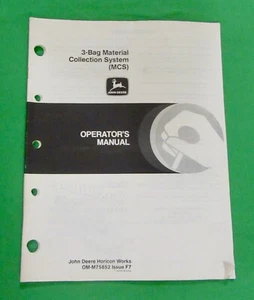 3-Bag Material
Collection System
(MCS)
JOHN DEERE
OPERATOR'S
MANUAL
John Deere Horicon Works
OM-M75852 Issue F7